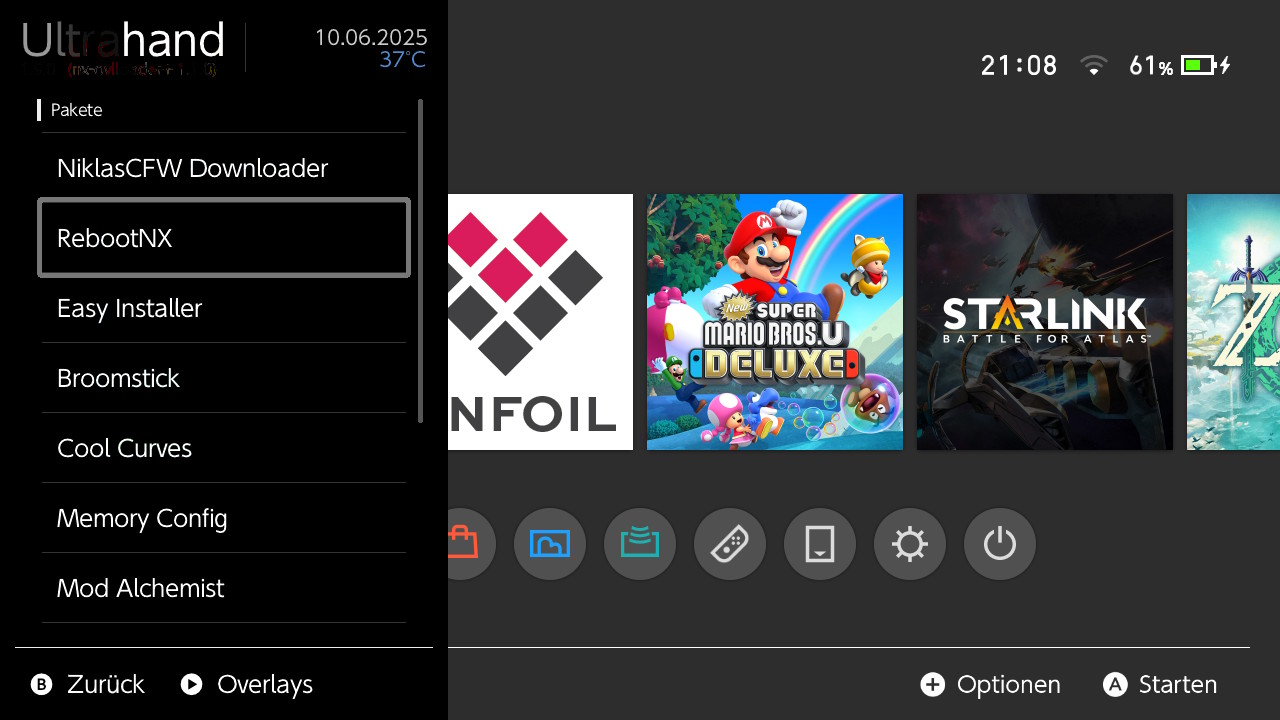 Ultrahand
10.06.2025
37°C
21:08
61%
Pakete
NiklasCFW Downloader
RebootNX
Easy Installer
Broomstick
Cool Curves
Memory Config
Mod Alchemist
NFOIL
New
SUPER
MARIO BROS.U
DELUXE
STARLINK
BATTLE FOR ATLAS
B Zurück
Overlays
+ Optionen
A Starten